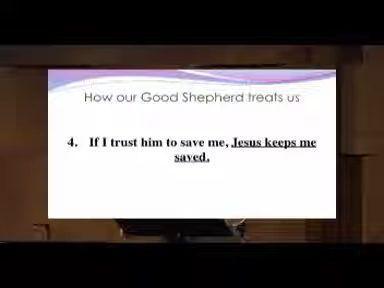 How our Good Shepherd treats us
4. If I trust him to save me, Jesus keeps me
saved.